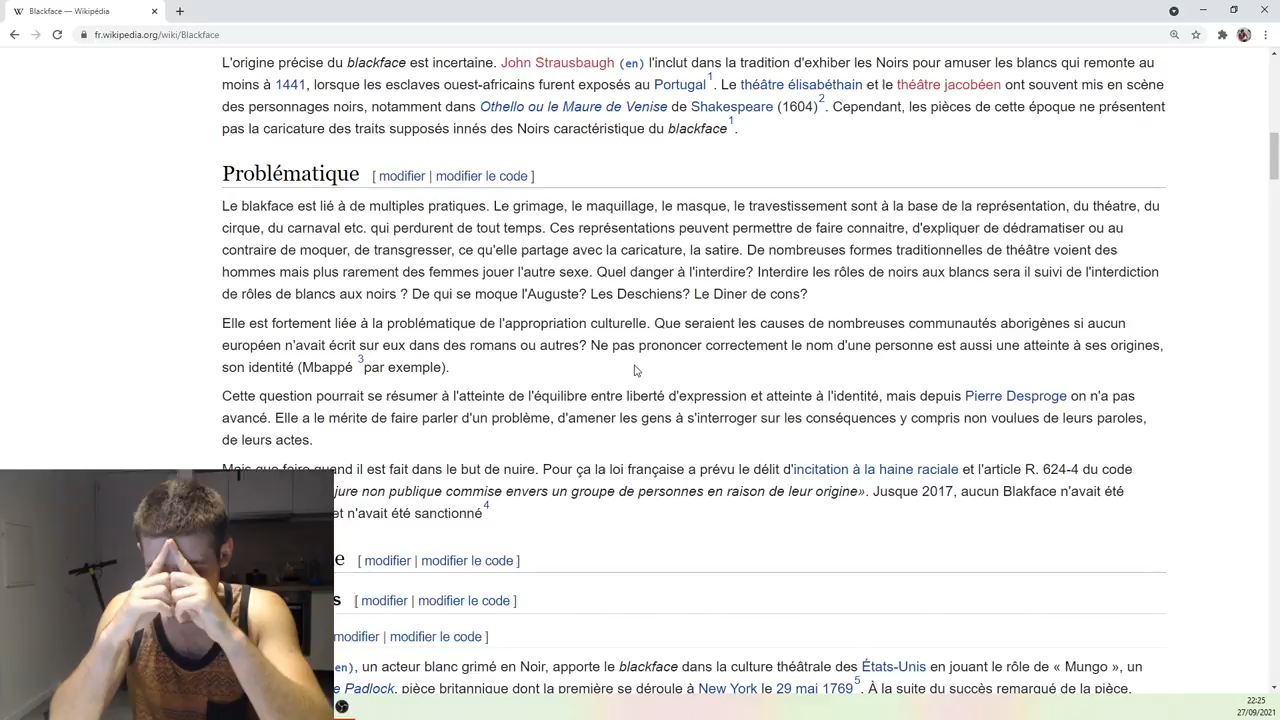 Blackface — Wikipédia
fr.wikipedia.org/wiki/Blackface
L'origine précise du blackface est incertaine. John Strausbaugh (en) l'inclut dans la tradition d'exhiber les Noirs pour amuser les blancs qui remonte au
moins à 1441, lorsque les esclaves ouest-africains furent exposés au Portugal1. Le théâtre élisabéthain et le théâtre jacobéen ont souvent mis en scène
des personnages noirs, notamment dans Othello ou le Maure de Venise de Shakespeare (1604)2. Cependant, les pièces de cette époque ne présentent
pas la caricature des traits supposés innés des Noirs caractéristique du blackface1.
Problématique [ modifier | modifier le code ]
Le blakface est lié à de multiples pratiques. Le grimage, le maquillage, le masque, le travestissement sont à la base de la représentation, du théatre, du
cirque, du carnaval etc. qui perdurent de tout temps. Ces représentations peuvent permettre de faire connaitre, d'expliquer de dédramatiser ou au
contraire de moquer, de transgresser, ce qu'elle partage avec la caricature, la satire. De nombreuses formes traditionnelles de théâtre voient des
hommes mais plus rarement des femmes jouer l'autre sexe. Quel danger à l'interdire? Interdire les rôles de noirs aux blancs sera il suivi de l'interdiction
de rôles de blancs aux noirs ? De qui se moque l'Auguste? Les Deschiens? Le Diner de cons?
Elle est fortement liée à la problématique de l'appropriation culturelle. Que seraient les causes de nombreuses communautés aborigènes si aucun
européen n'avait écrit sur eux dans des romans ou autres? Ne pas prononcer correctement le nom d'une personne est aussi une atteinte à ses origines,
son identité (Mbappé 3par exemple).
Cette question pourrait se résumer à l'atteinte de l'équilibre entre liberté d'expression et atteinte à l'identité, mais depuis Pierre Desproge on n'a pas
avancé. Elle a le mérite de faire parler d'un problème, d'amener les gens à s'interroger sur les conséquences y compris non voulues de leurs paroles,
de leurs actes.
Mais que faire quand il est fait dans le but de nuire. Pour ça la loi française a prévu le délit d'incitation à la haine raciale et l'article R. 624-4 du code
jure non publique commise envers un groupe de personnes en raison de leur origine». Jusque 2017, aucun Blakface n'avait été
et n'avait été sanctionné4
e [ modifier | modifier le code ]
s [ modifier | modifier le code ]
modifier | modifier le code ]
en), un acteur blanc grimé en Noir, apporte le blackface dans la culture théâtrale des États-Unis en jouant le rôle de « Mungo », un
e Padlock, pièce britannique dont la première se déroule à New York le 29 mai 17695. À la suite du succès remarqué de la pièce,
22:25
27/09/2021